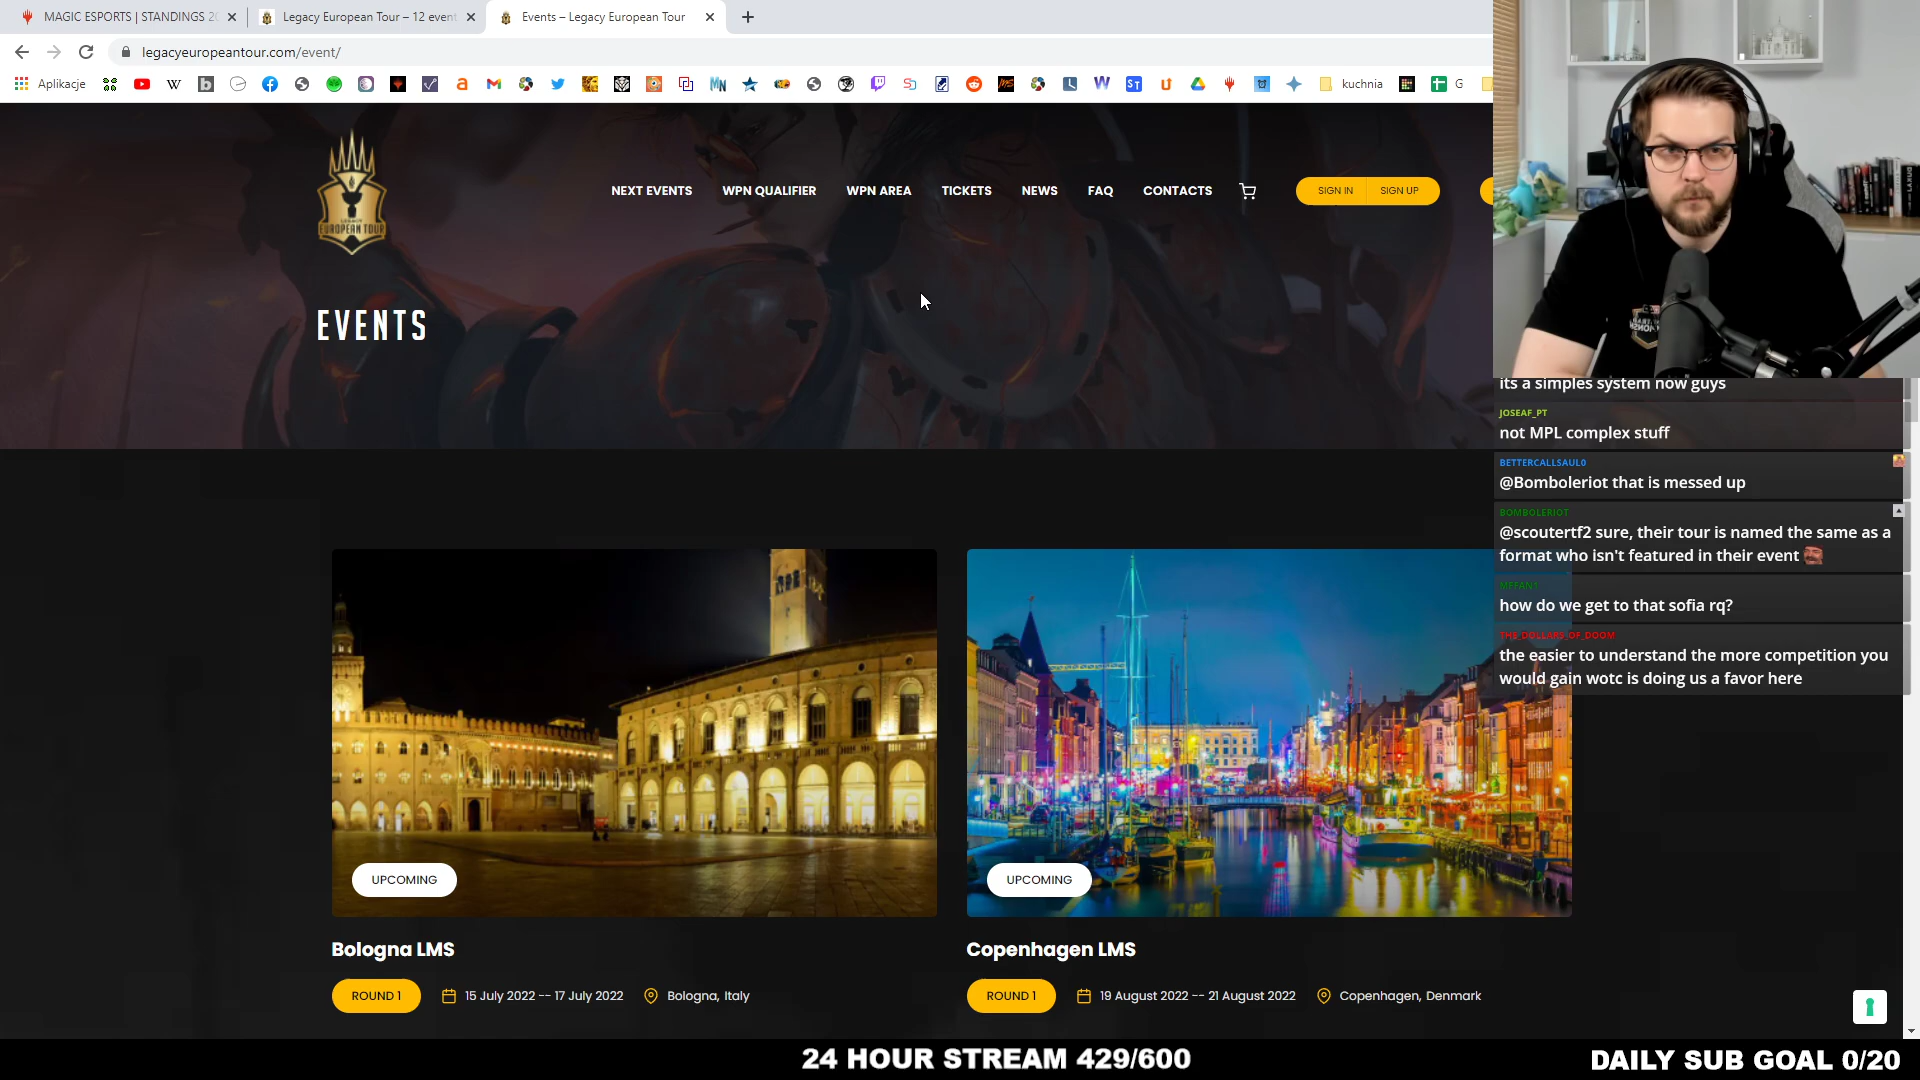 MAGIC ESPORTS | STANDINGS 20
Legacy European Tour – 12 event
Events – Legacy European Tour
legacyeuropeantour.com/event/
Aplikacje
kuchnia
G
LEGACY
EUROPEAN TOUR
NEXT EVENTS
WPN QUALIFIER
WPN AREA
TICKETS
NEWS
FAQ
CONTACTS
SIGN IN
SIGN UP
EVENTS
its a simples system now guys
JOSEAF_PT
not MPL complex stuff
BETTERCALLSAUL0
@Bomboleriot that is messed up
BOMBOLERIOT
@scoutertf2 sure, their tour is named the same as a
format who isn't featured in their event
MEFAN1
how do we get to that sofia rq?
THE_DOLLARS_OF_DOOM
the easier to understand the more competition you
would gain wotc is doing us a favor here
UPCOMING
UPCOMING
Bologna LMS
Copenhagen LMS
ROUND 1
15 July 2022 -- 17 July 2022
Bologna, Italy
ROUND 1
19 August 2022 -- 21 August 2022
Copenhagen, Denmark
24 HOUR STREAM 429/600
DAILY SUB GOAL 0/20